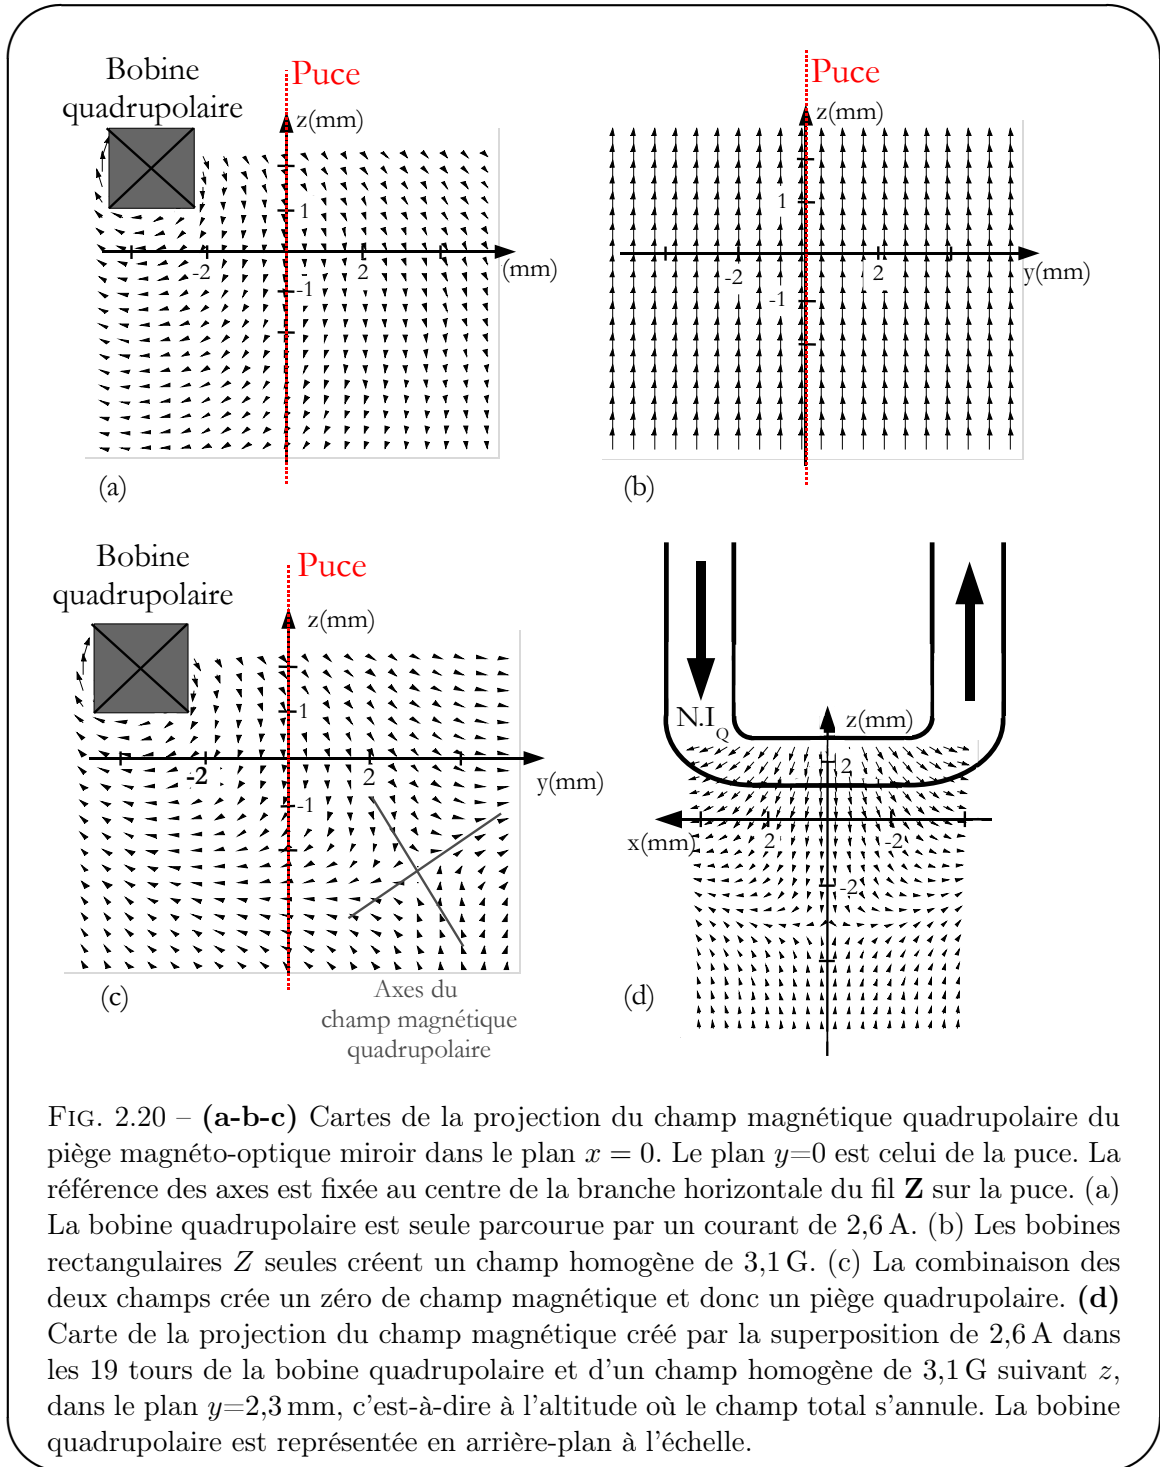 Bobine
quadrupolaire
Puce
z(mm)
1
-2
2
-1
(mm)
(a)
Puce
z(mm)
1
-2
2
-1
y(mm)
(b)
Bobine
quadrupolaire
Puce
z(mm)
1
-2
2
-1
y(mm)
(c)
Axes du
champ magnétique
quadrupolaire
N.I_Q
z(mm)
2
x(mm)
2
-2
-2
(d)
FIG. 2.20 – (a-b-c) Cartes de la projection du champ magnétique quadrupolaire du
piège magnéto-optique miroir dans le plan x = 0. Le plan y=0 est celui de la puce. La
référence des axes est fixée au centre de la branche horizontale du fil Z sur la puce. (a)
La bobine quadrupolaire est seule parcourue par un courant de 2,6 A. (b) Les bobines
rectangulaires Z seules créent un champ homogène de 3,1 G. (c) La combinaison des
deux champs crée un zéro de champ magnétique et donc un piège quadrupolaire. (d)
Carte de la projection du champ magnétique créé par la superposition de 2,6 A dans
les 19 tours de la bobine quadrupolaire et d'un champ homogène de 3,1 G suivant z,
dans le plan y=2,3 mm, c'est-à-dire à l'altitude où le champ total s'annule. La bobine
quadrupolaire est représentée en arrière-plan à l'échelle.